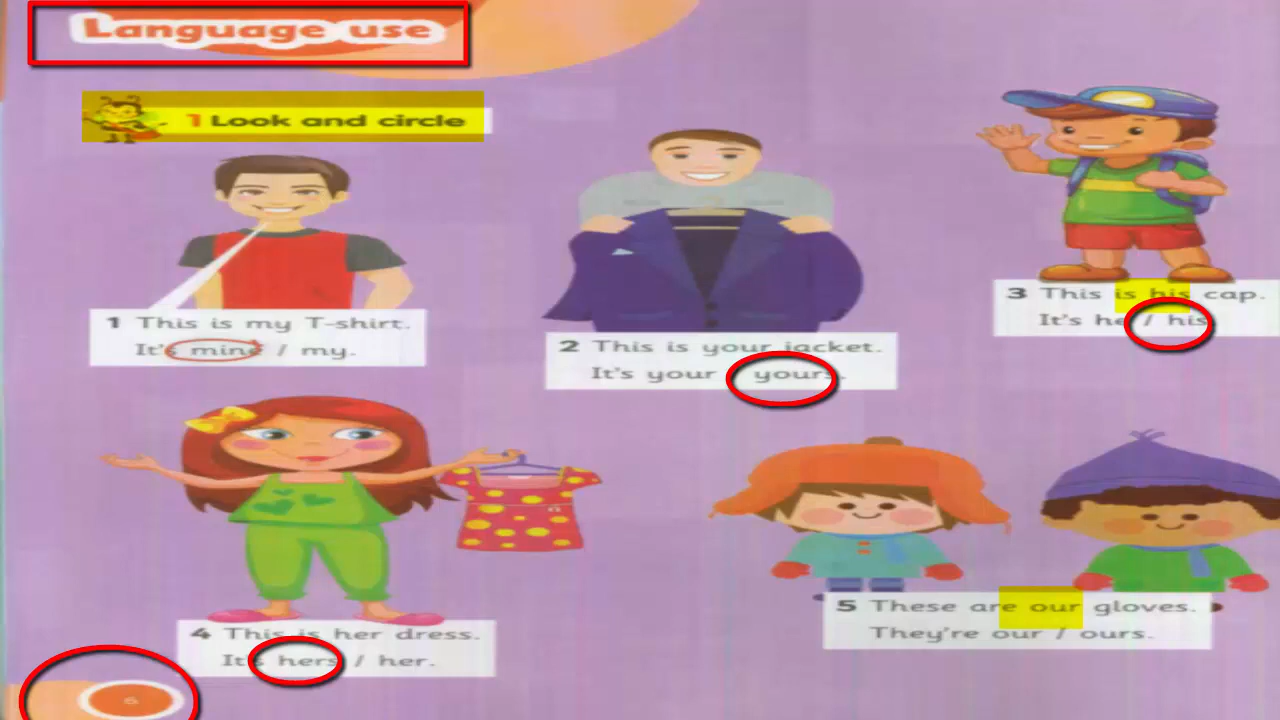 Language use
1 Look and circle
1 This is my T-shirt.
It's mine / my.
2 This is your jacket.
It's your / yours.
3 This is his cap.
It's he / his.
4 This is her dress.
It's hers / her.
5 These are our gloves.
They're our / ours.
6